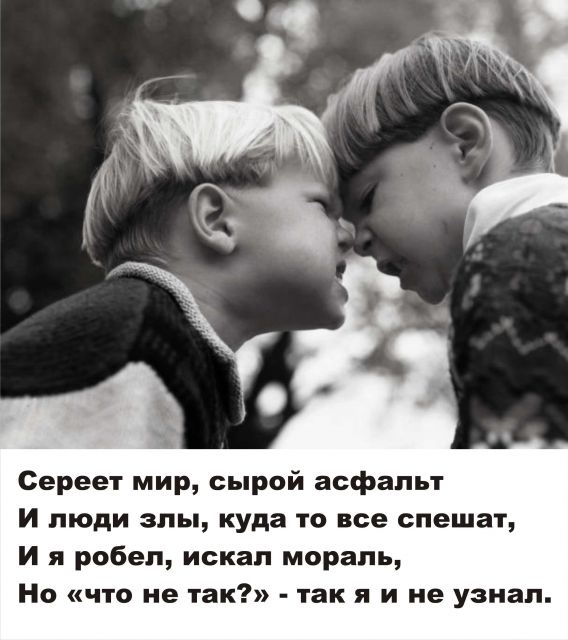 Сереет мир, сырой асфальт
И люди злы, куда то все спешат,
И я робел, искал мораль,
Но «что не так?» - так я и не узнал.